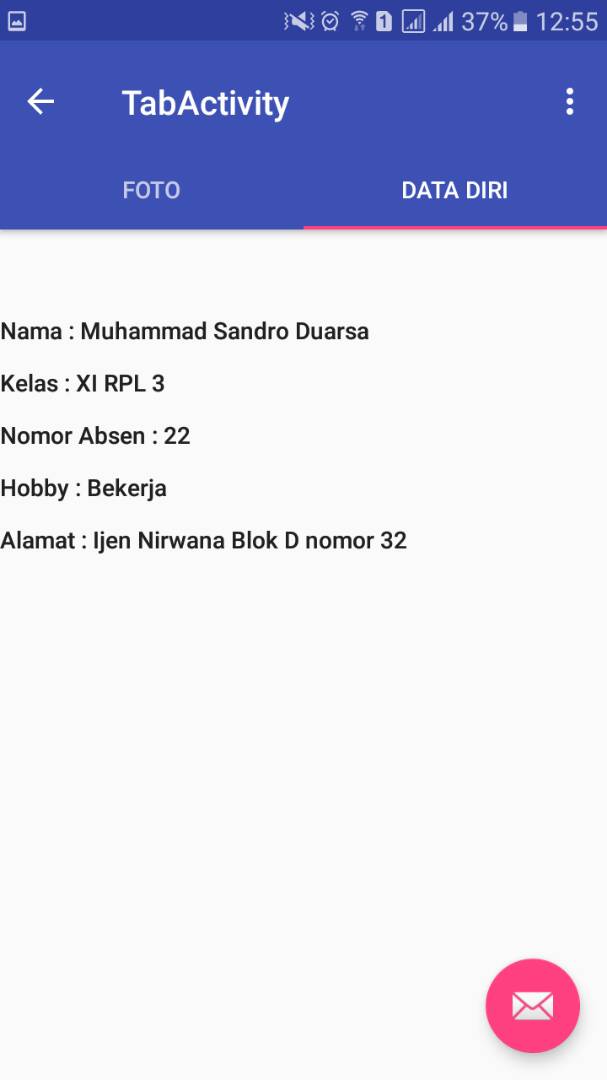 1 37% 12:55
TabActivity
FOTO DATA DIRI
Nama : Muhammad Sandro Duarsa
Kelas : XI RPL 3
Nomor Absen : 22
Hobby : Bekerja
Alamat : Ijen Nirwana Blok D nomor 32